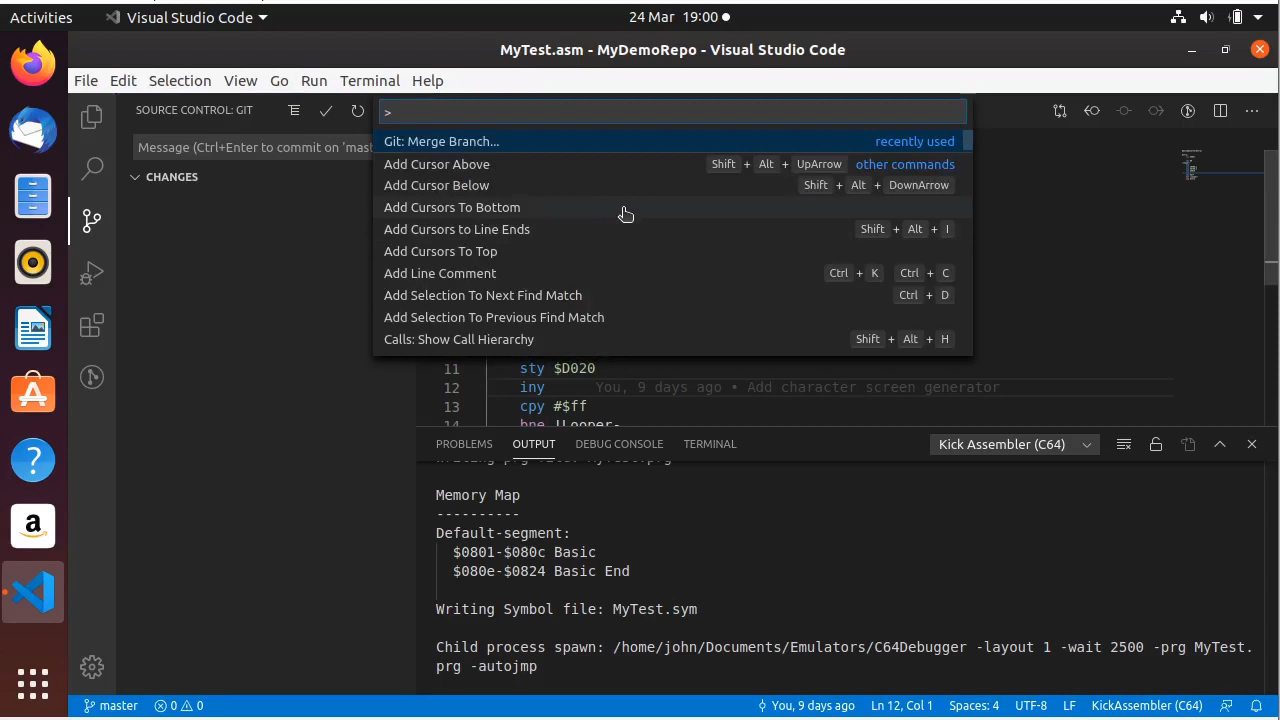 Activities Visual Studio Code 24 Mar 19:00
MyTest.asm - MyDemoRepo - Visual Studio Code
File Edit Selection View Go Run Terminal Help
SOURCE CONTROL: GIT
>
Message (Ctrl+Enter to commit on 'mast
Git: Merge Branch... recently used
Add Cursor Above Shift + Alt + UpArrow other commands
CHANGES
Add Cursor Below Shift + Alt + DownArrow
Add Cursors To Bottom
Add Cursors to Line Ends Shift + Alt + I
Add Cursors To Top
Add Line Comment Ctrl + K Ctrl + C
Add Selection To Next Find Match Ctrl + D
Add Selection To Previous Find Match
Calls: Show Call Hierarchy Shift + Alt + H
11 sty $D020
12 iny You, 9 days ago • Add character screen generator
13 cpy #$ff
14 bne !Looper-
PROBLEMS OUTPUT DEBUG CONSOLE TERMINAL Kick Assembler (C64)
Writing prg file: MyTest.prg
Memory Map
----------
Default-segment:
$0801-$080c Basic
$080e-$0824 Basic End
Writing Symbol file: MyTest.sym
Child process spawn: /home/john/Documents/Emulators/C64Debugger -layout 1 -wait 2500 -prg MyTest.
prg -autojmp
master 0 0 You, 9 days ago Ln 12, Col 1 Spaces: 4 UTF-8 LF KickAssembler (C64)